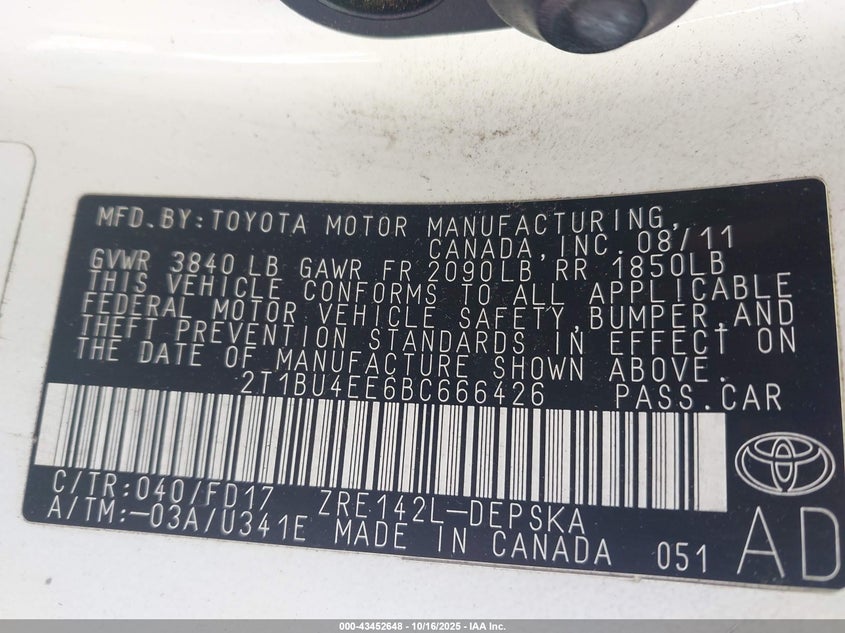 MFD.BY:TOYOTA MOTOR MANUFACTURING,
CANADA,INC. 08/11
GVWR 3840 LB GAWR FR 2090LB RR 1850LB
THIS VEHICLE CONFORMS TO ALL APPLICABLE
FEDERAL MOTOR VEHICLE SAFETY,BUMPER,AND
THEFT PREVENTION STANDARDS IN EFFECT ON
THE DATE OF MANUFACTURE SHOWN ABOVE.
2T1BU4EE6BC666426 PASS.CAR
C/TR:040/FD17 ZRE142L-DEPSKA
A/TM:-03A/U341E MADE IN CANADA 051 AD
000-43452648 - 10/16/2025 - IAA Inc.